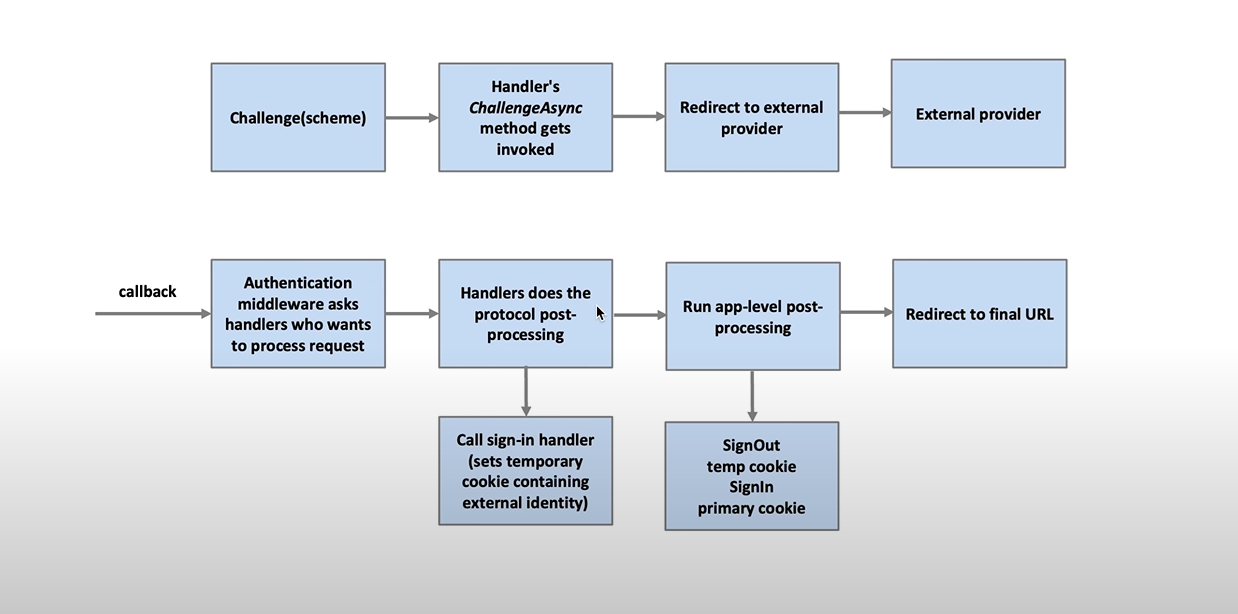 Challenge(scheme)
Handler's
ChallengeAsync
method gets
invoked
Redirect to external
provider
External provider
callback
Authentication
middleware asks
handlers who wants
to process request
Handlers does the
protocol post-
processing
Run app-level post-
processing
Redirect to final URL
Call sign-in handler
(sets temporary
cookie containing
external identity)
SignOut
temp cookie
SignIn
primary cookie